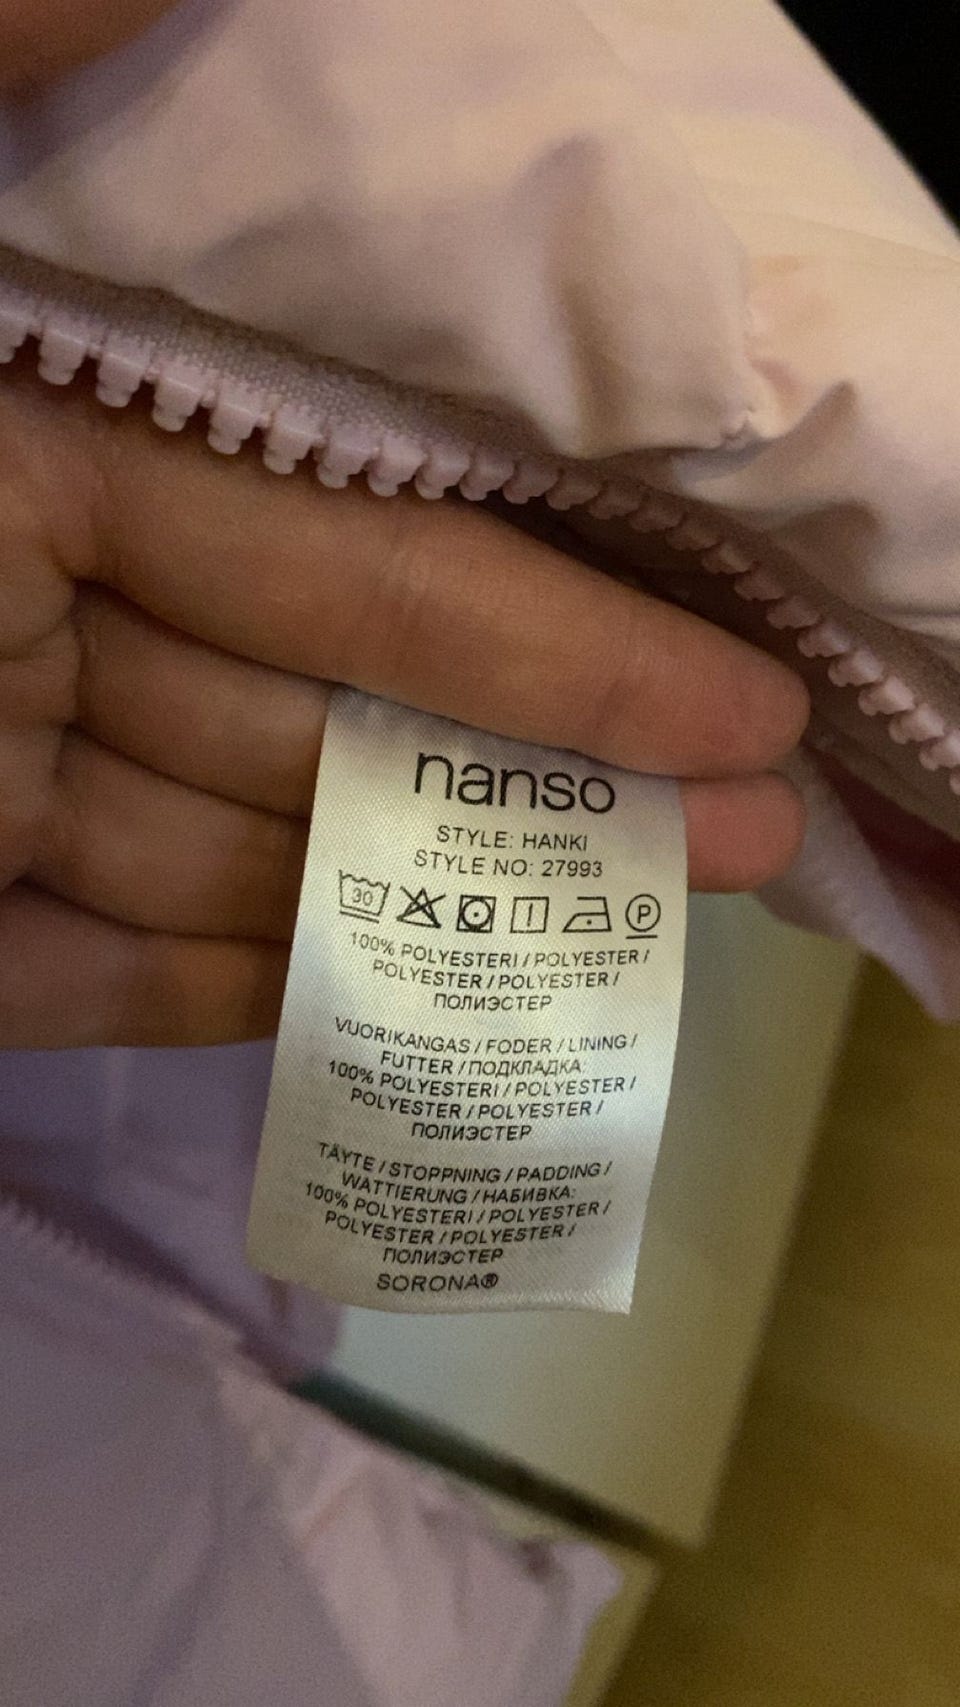 nanso
STYLE: HANKI
STYLE NO: 27993
30 P
100% POLYESTERI / POLYESTER /
POLYESTER / POLYESTER /
ПОЛИЭСТЕР
VUORIKANGAS / FODER / LINING /
FUTTER / ПОДКЛАДКА:
100% POLYESTERI / POLYESTER /
POLYESTER / POLYESTER /
ПОЛИЭСТЕР
TÄYTE / STOPPNING / PADDING /
WATTIERUNG / НАБИВКА:
100% POLYESTERI / POLYESTER /
POLYESTER / POLYESTER /
ПОЛИЭСТЕР
SORONA®